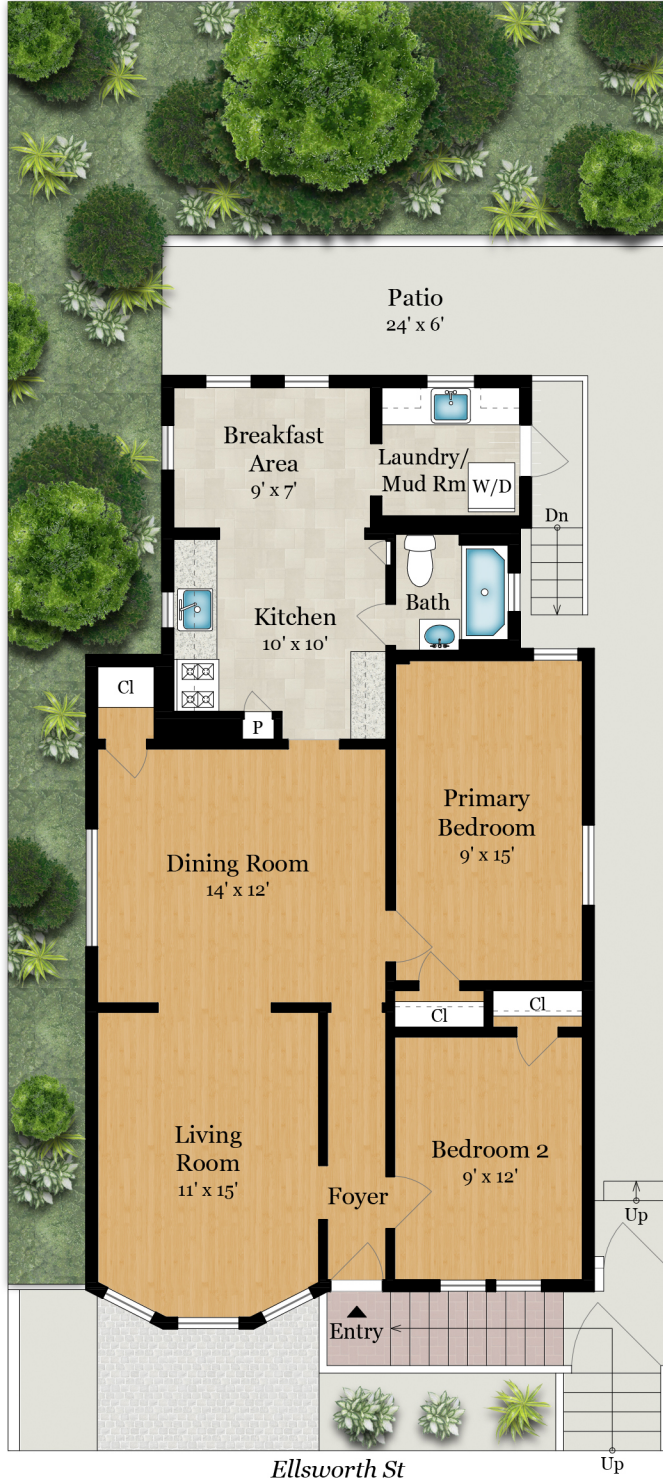 Patio
24' x 6'
Breakfast
Area
9' x 7'
Laundry/
Mud Rm
W/D
Dn
Bath
Kitchen
10' x 10'
Cl
P
Primary
Bedroom
9' x 15'
Dining Room
14' x 12'
Cl
Cl
Living
Room
11' x 15'
Bedroom 2
9' x 12'
Foyer
Up
Entry
Ellsworth St
Up